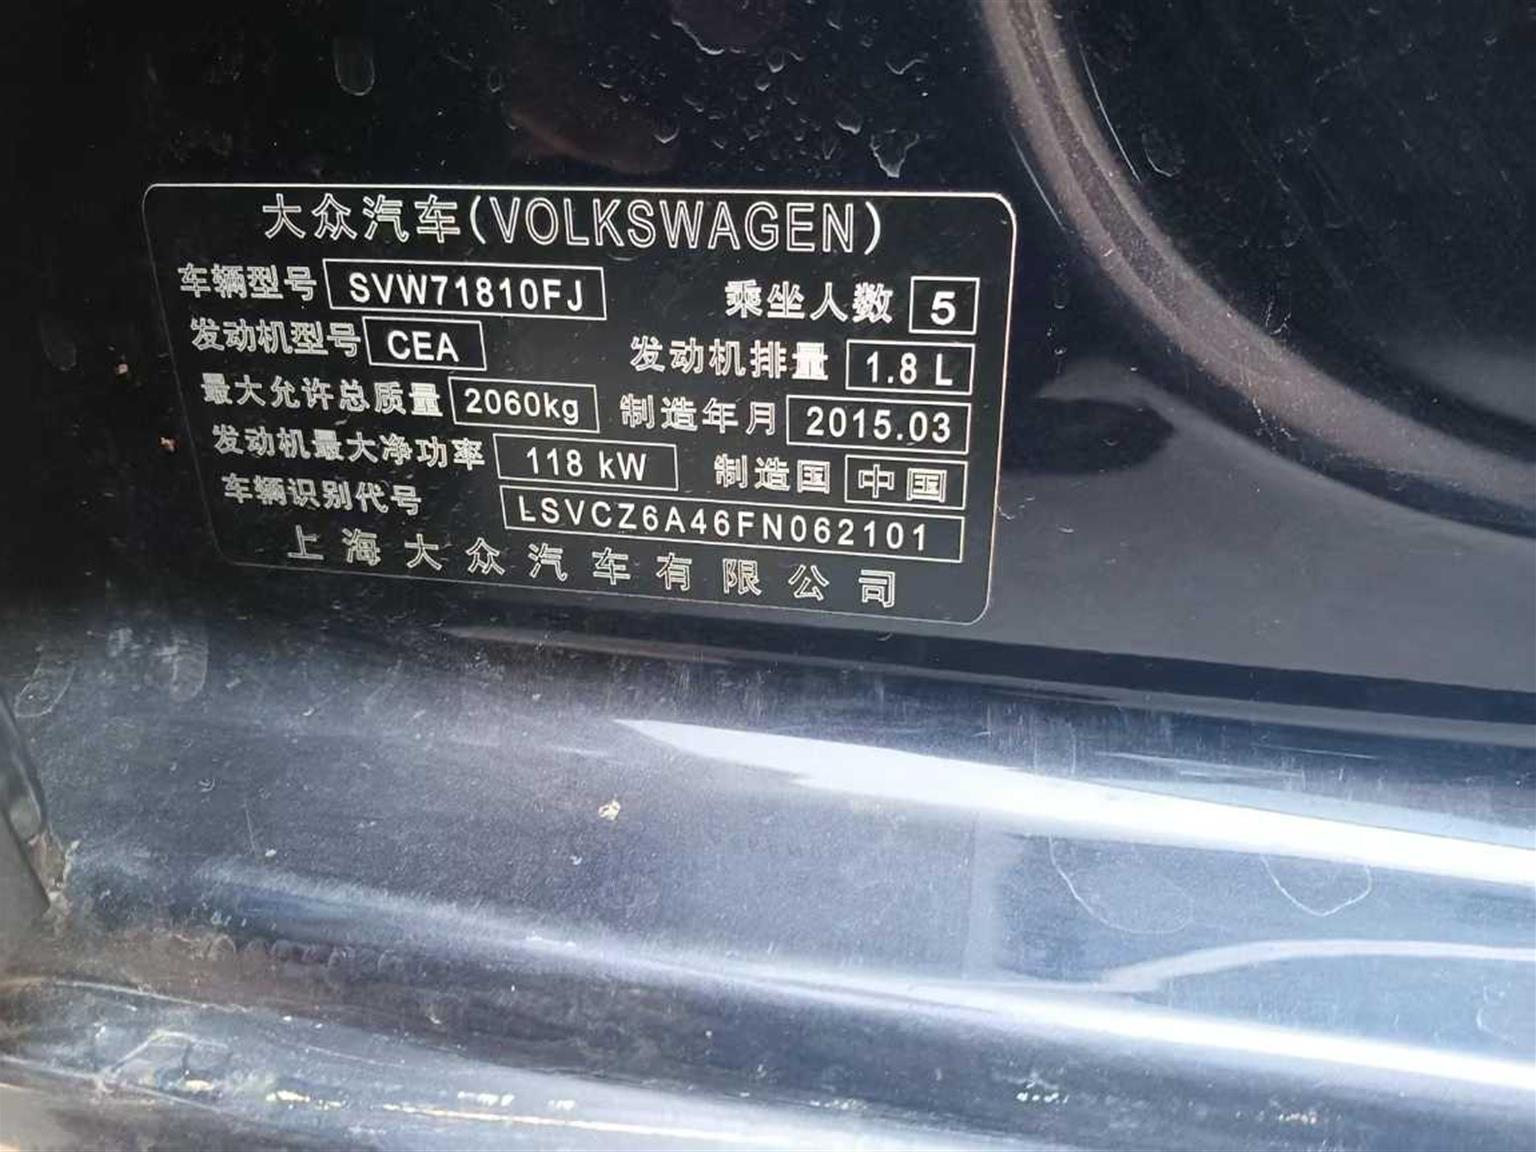 大众汽车(VOLKSWAGEN)
车辆型号 SVW71810FJ 乘坐人数 5
发动机型号 CEA 发动机排量 1.8 L
最大允许总质量 2060kg 制造年月 2015.03
发动机最大净功率 118 kW 制造国 中国
车辆识别代号 LSVCZ6A46FN062101
上海大众汽车有限公司